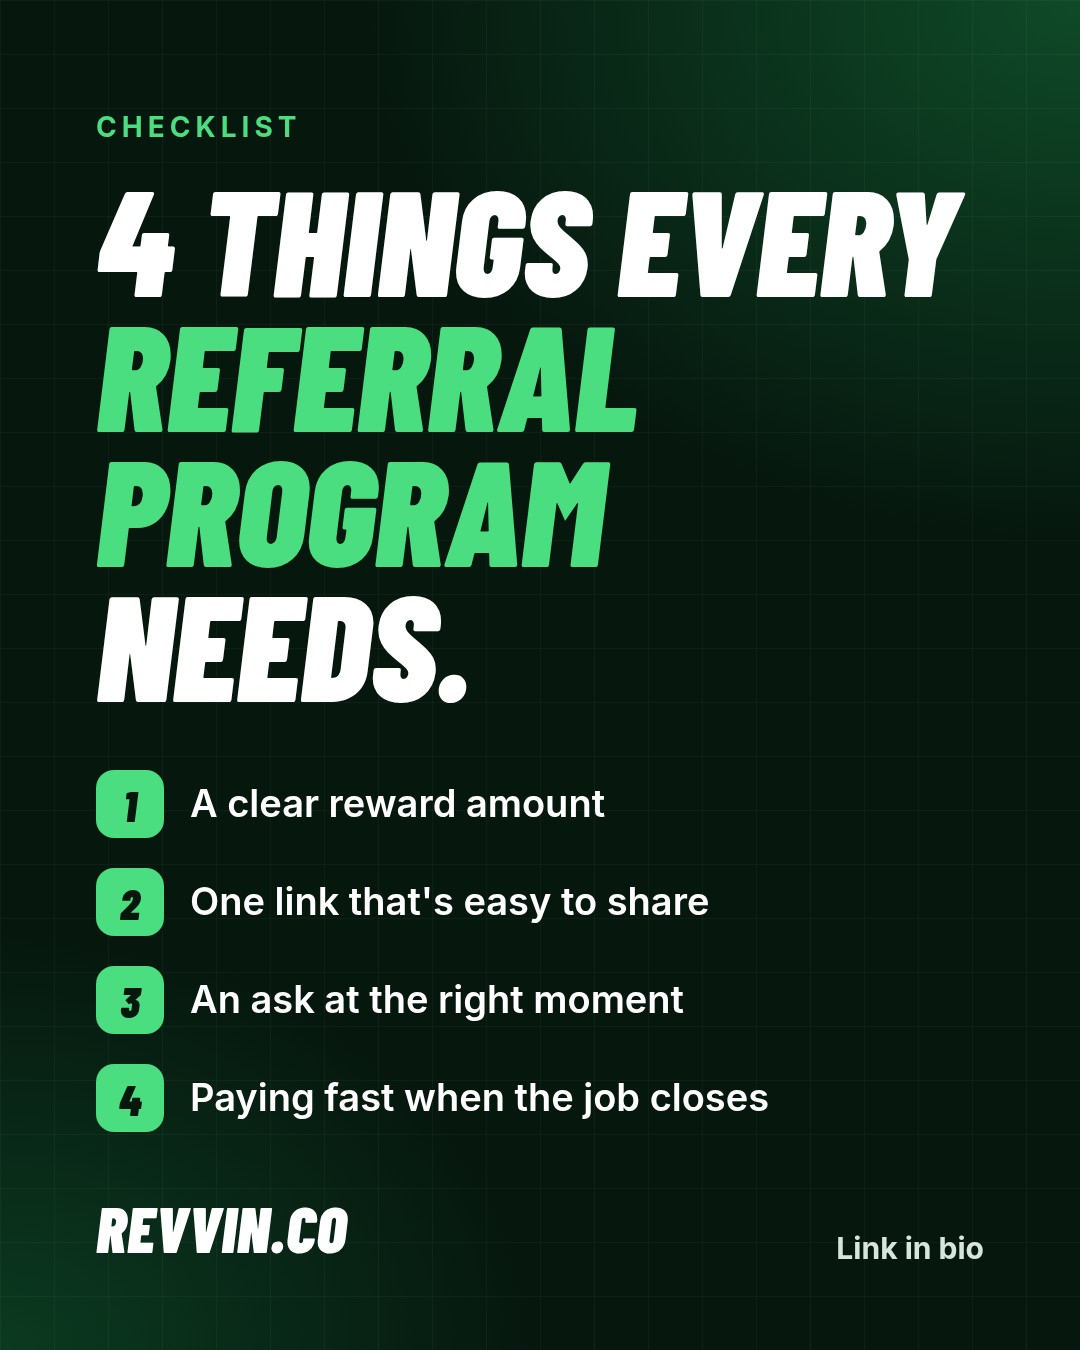 CHECKLIST
4 THINGS EVERY
REFERRAL
PROGRAM
NEEDS.
1 A clear reward amount
2 One link that's easy to share
3 An ask at the right moment
4 Paying fast when the job closes
REVVIN.CO
Link in bio